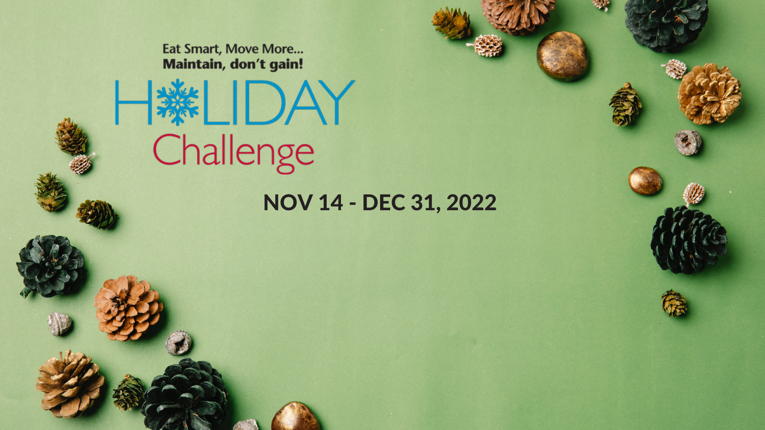 Eat Smart, Move More...
Maintain, don't gain!
HOLIDAY
Challenge
NOV 14 - DEC 31, 2022